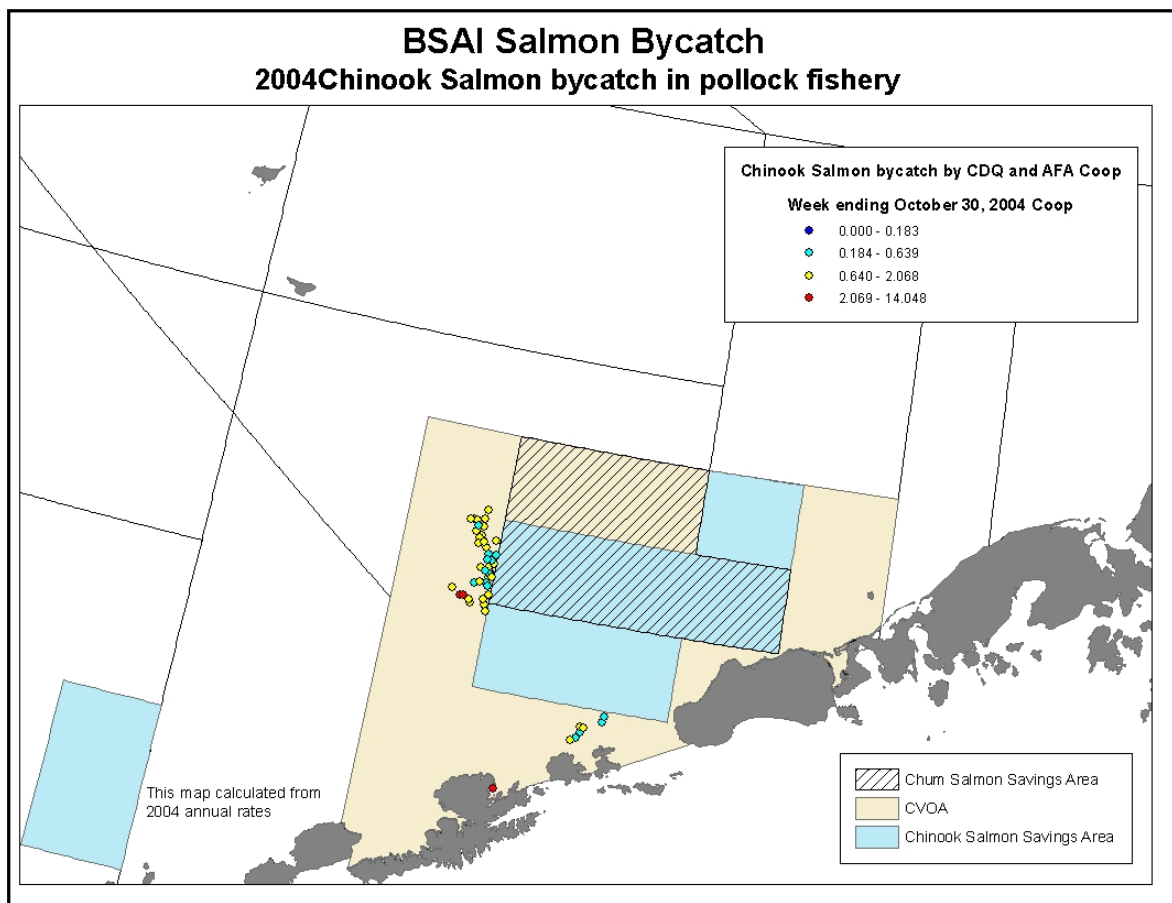 BSAI Salmon Bycatch
2004Chinook Salmon bycatch in pollock fishery
Chinook Salmon bycatch by CDQ and AFA Coop
Week ending October 30, 2004 Coop
0.000 - 0.183
0.184 - 0.639
0.640 - 2.068
2.069 - 14.048
This map calculated from
2004 annual rates
Chum Salmon Savings Area
CVOA
Chinook Salmon Savings Area